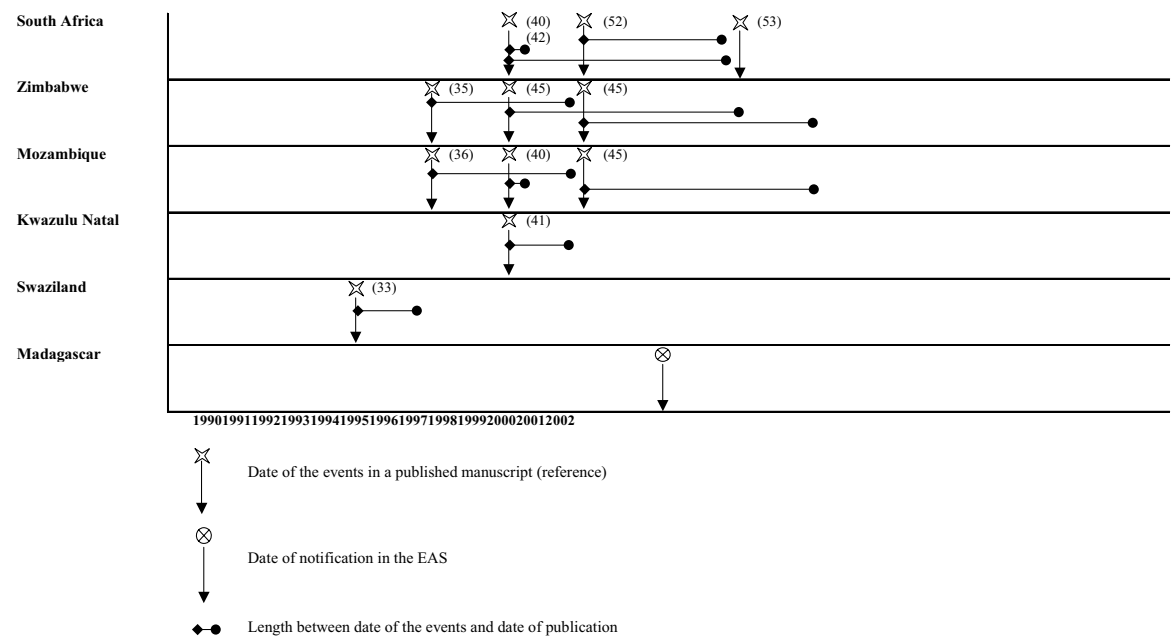 South Africa
(40) (52) (53)
(42)
Zimbabwe
(35) (45) (45)
Mozambique
(36) (40) (45)
Kwazulu Natal
(41)
Swaziland
(33)
Madagascar
1990199119921993199419951996199719981999200020012002
Date of the events in a published manuscript (reference)
Date of notification in the EAS
Length between date of the events and date of publication